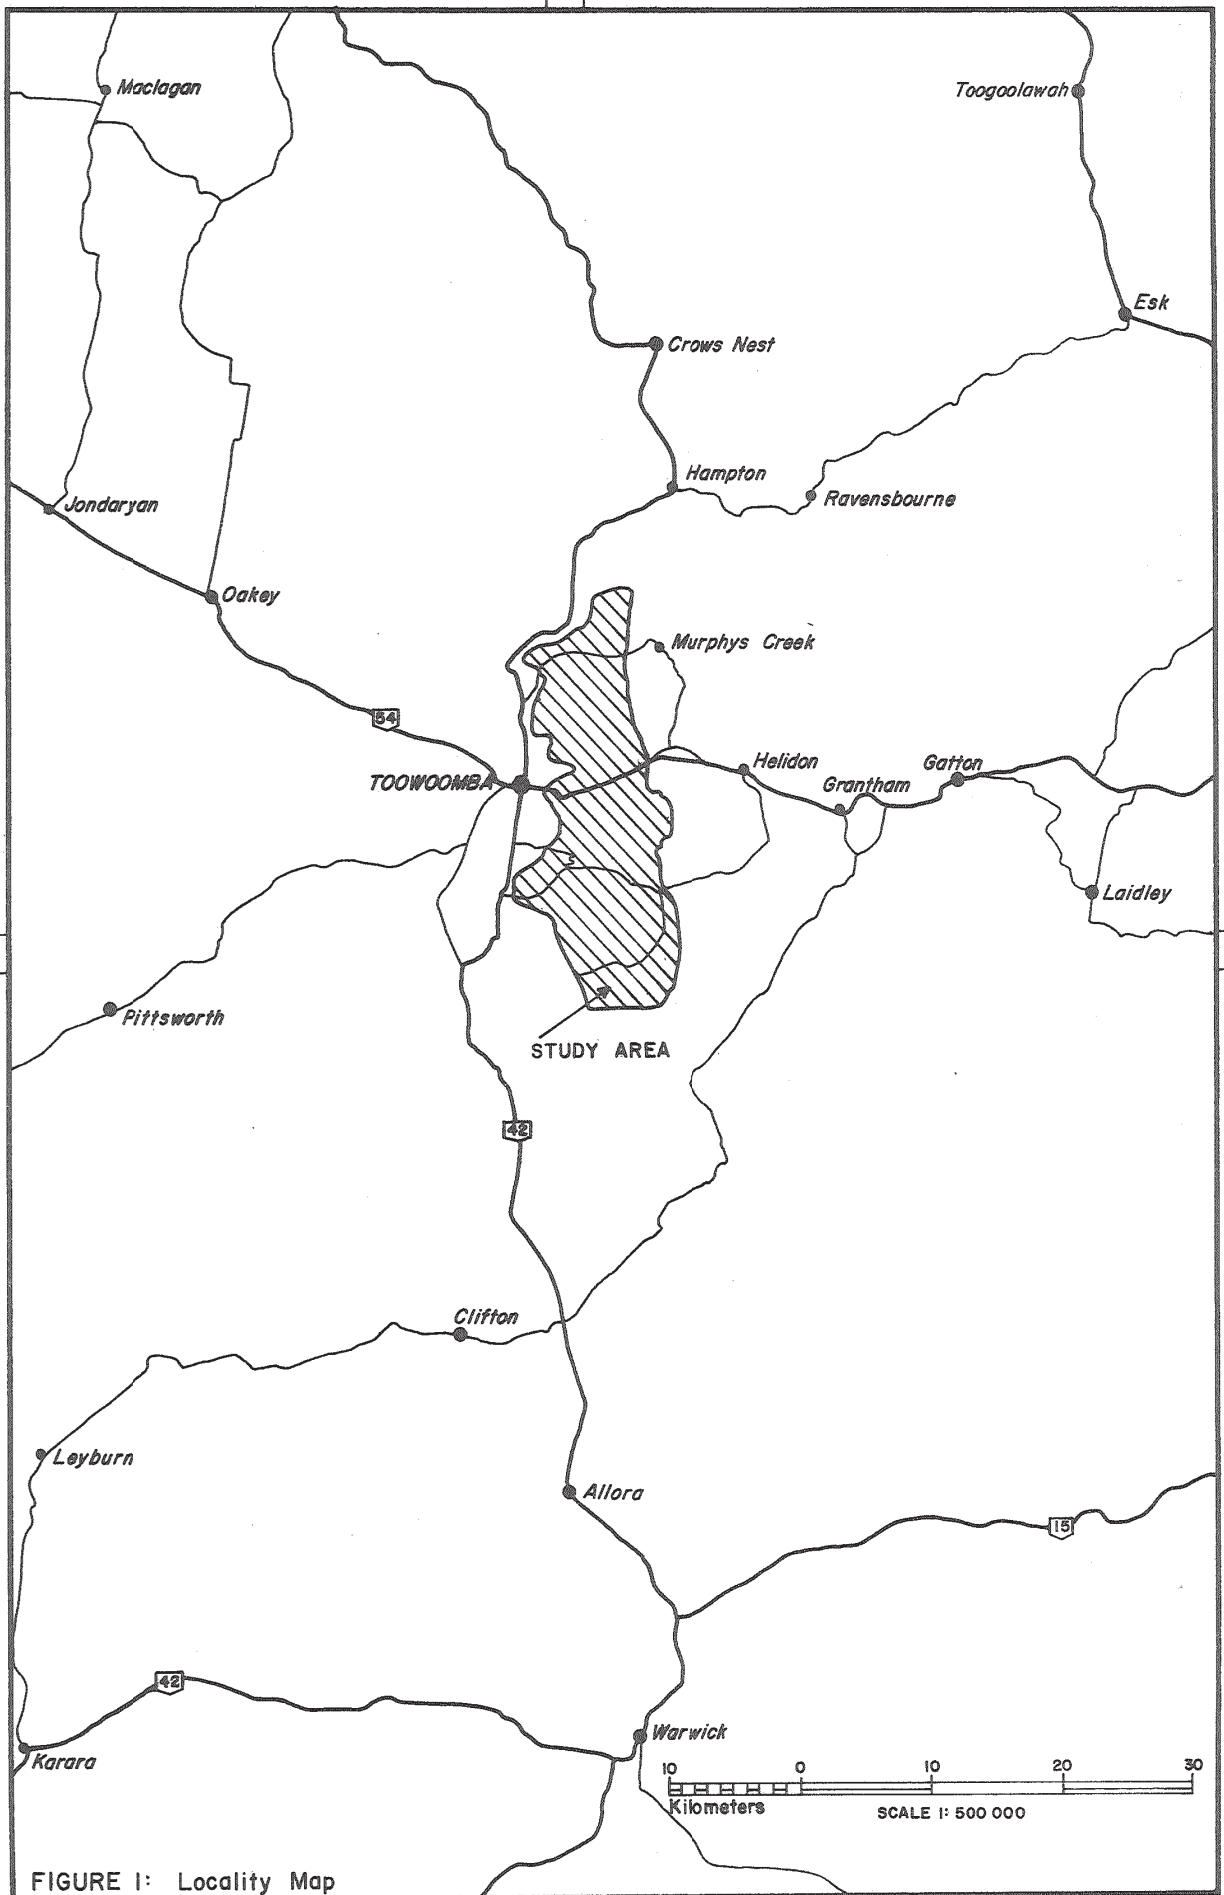 Maclagan
Toogoolawah
Esk
Crows Nest
Hampton
Ravensbourne
Jondaryan
Oakey
Murphys Creek
54
TOOWOOMBA
Helidon
Gatton
Grantham
Laidley
Pittsworth
STUDY AREA
42
Clifton
Leyburn
Allora
15
42
Warwick
Karara
10 0 10 20 30
Kilometers
SCALE 1: 500 000
FIGURE 1: Locality Map